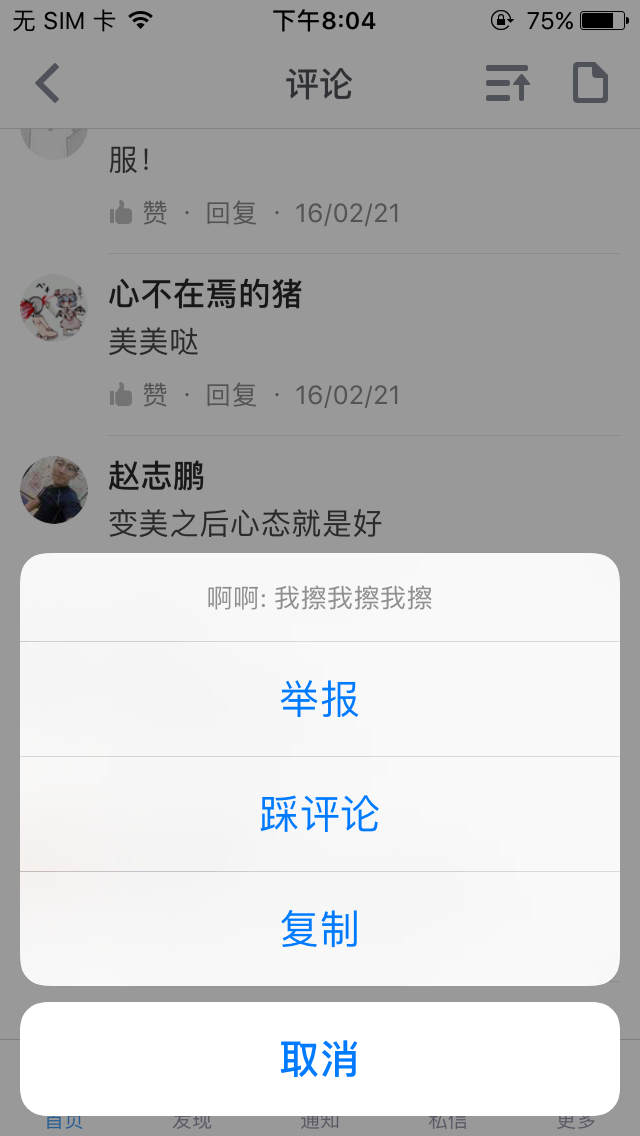 无 SIM 卡 下午8:04 75%
评论
服!
赞 · 回复 · 16/02/21
心不在焉的猪
美美哒
赞 · 回复 · 16/02/21
赵志鹏
变美之后心态就是好
啊啊: 我擦我擦我擦
举报
踩评论
复制
取消
首页 发现 通知 私信 更多